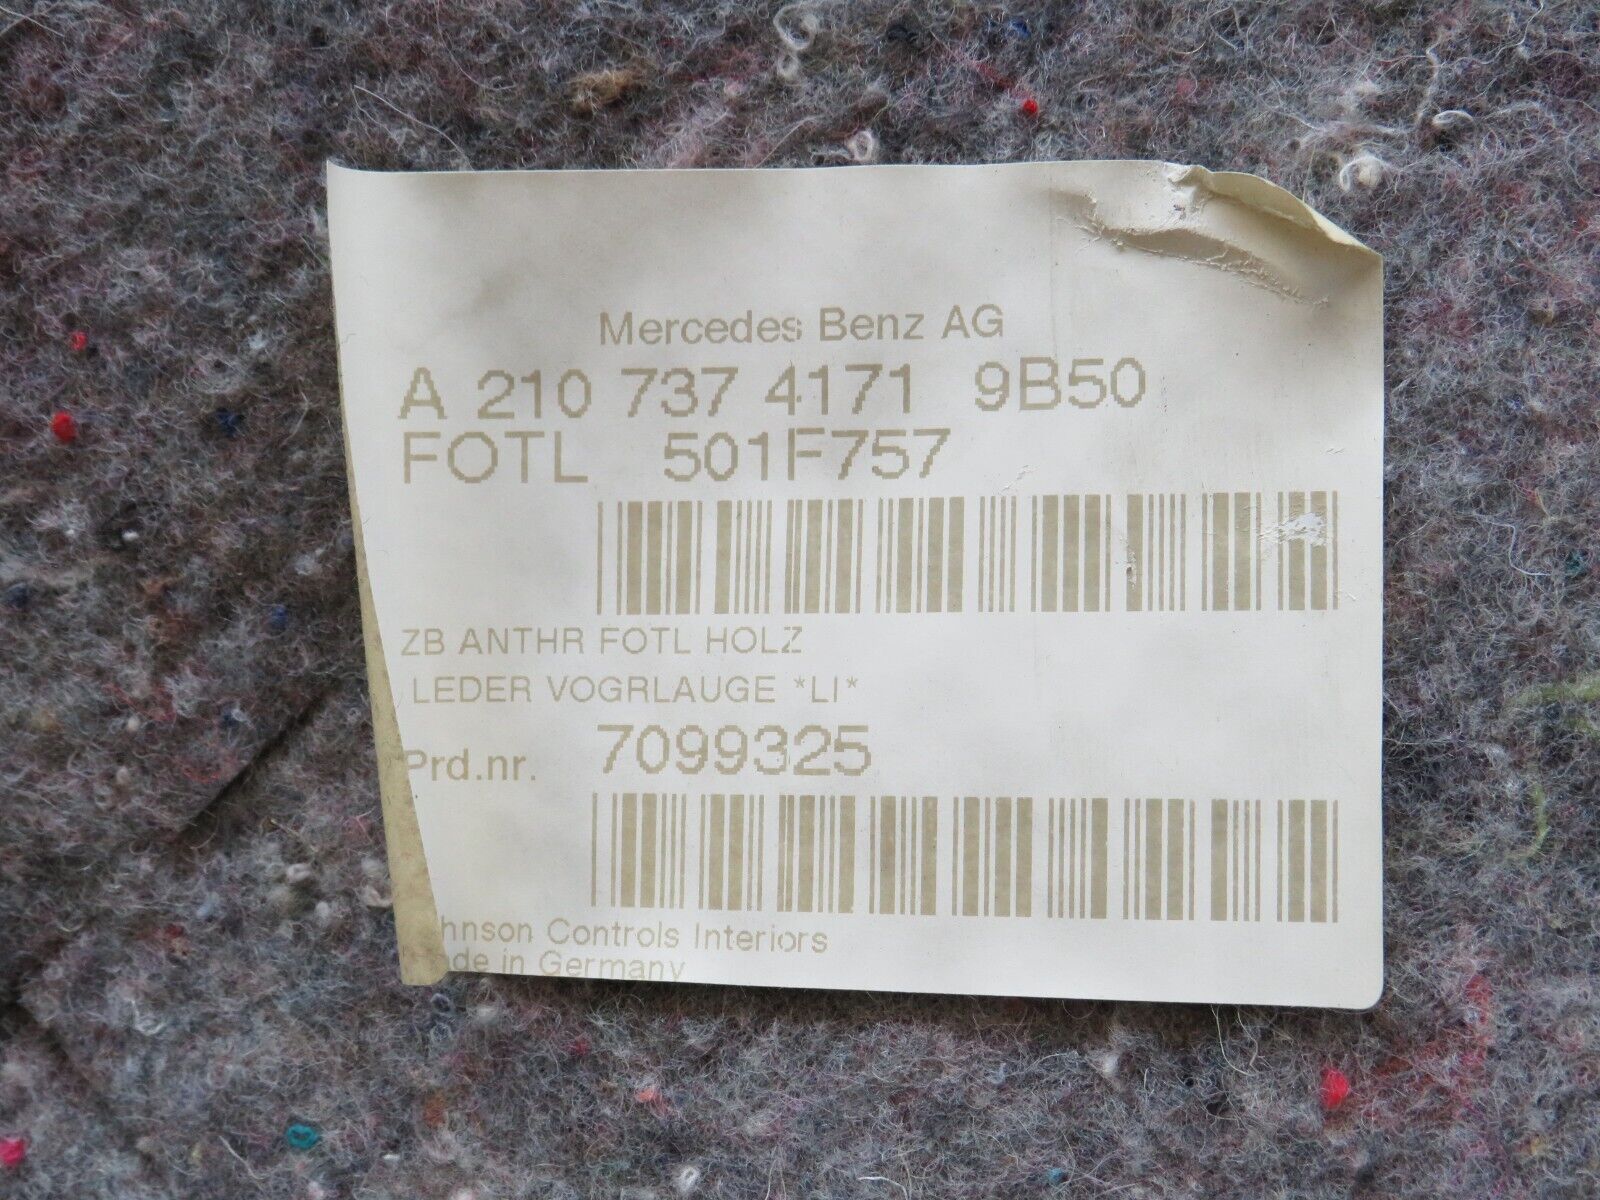 Mercedes Benz AG
A 210 737 4171 9B50
FOTL 501F757
ZB ANTHR FOTL HOLZ
LEDER VOGRLAUGE *LI*
Prd.nr. 7099325
Controls Interiors
in Germany